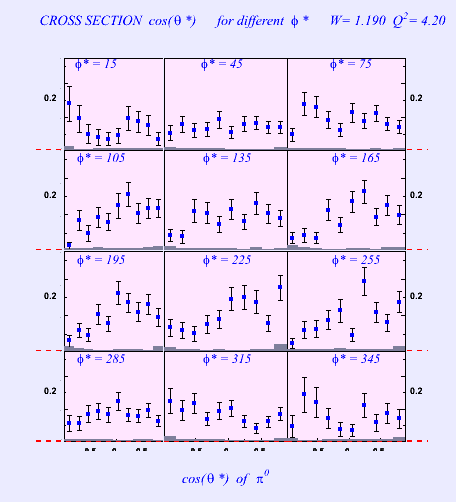 CROSS SECTION cos(θ *) for different ϕ * W= 1.190 Q²= 4.20
ϕ* = 15 ϕ* = 45 ϕ* = 75
0.2 0.2
ϕ* = 105 ϕ* = 135 ϕ* = 165
0.2 0.2
ϕ* = 195 ϕ* = 225 ϕ* = 255
0.2 0.2
ϕ* = 285 ϕ* = 315 ϕ* = 345
0.2 0.2
cos(θ *) of π⁰